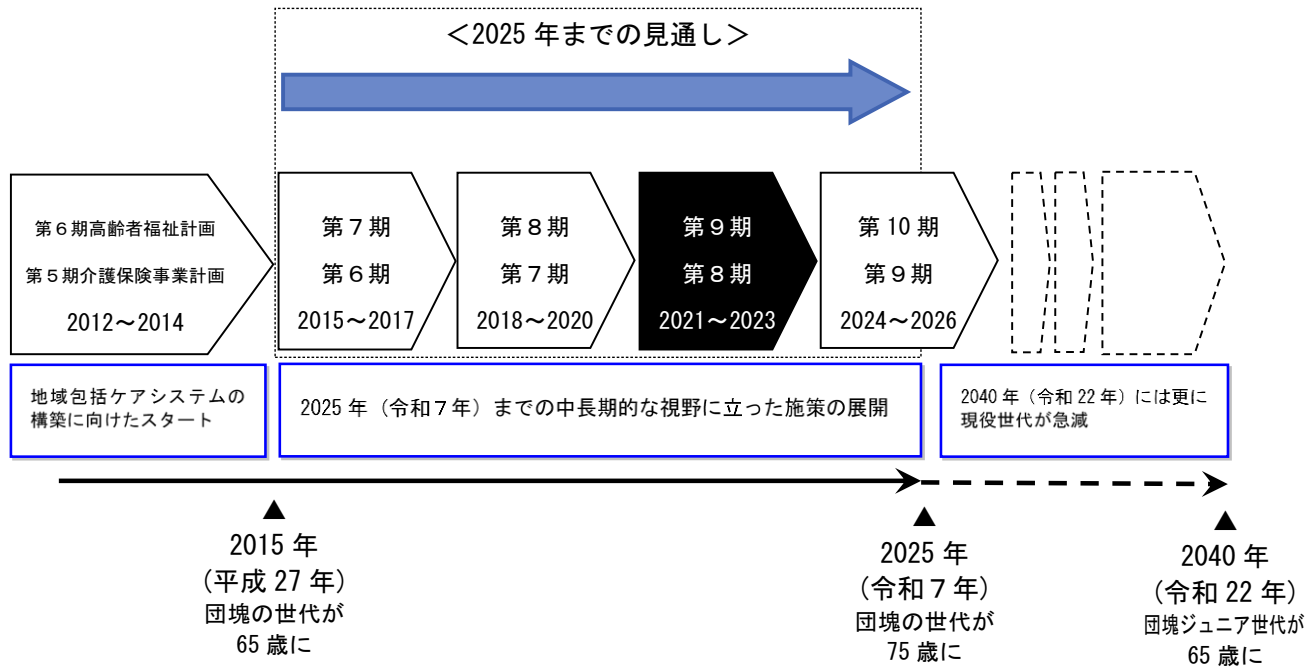 ＜2025 年までの見通し＞
第６期高齢者福祉計画
第５期介護保険事業計画
2012～2014
第７期
第６期
2015～2017
第８期
第７期
2018～2020
第９期
第８期
2021～2023
第 10 期
第９期
2024～2026
地域包括ケアシステムの
構築に向けたスタート
2025 年（令和７年）までの中長期的な視野に立った施策の展開
2040 年（令和 22 年）には更に
現役世代が急減
▲
2015 年
(平成 27 年)
団塊の世代が
65 歳に
▲
2025 年
(令和７年)
団塊の世代が
75 歳に
▲
2040 年
(令和 22 年)
団塊ジュニア世代が
65 歳に